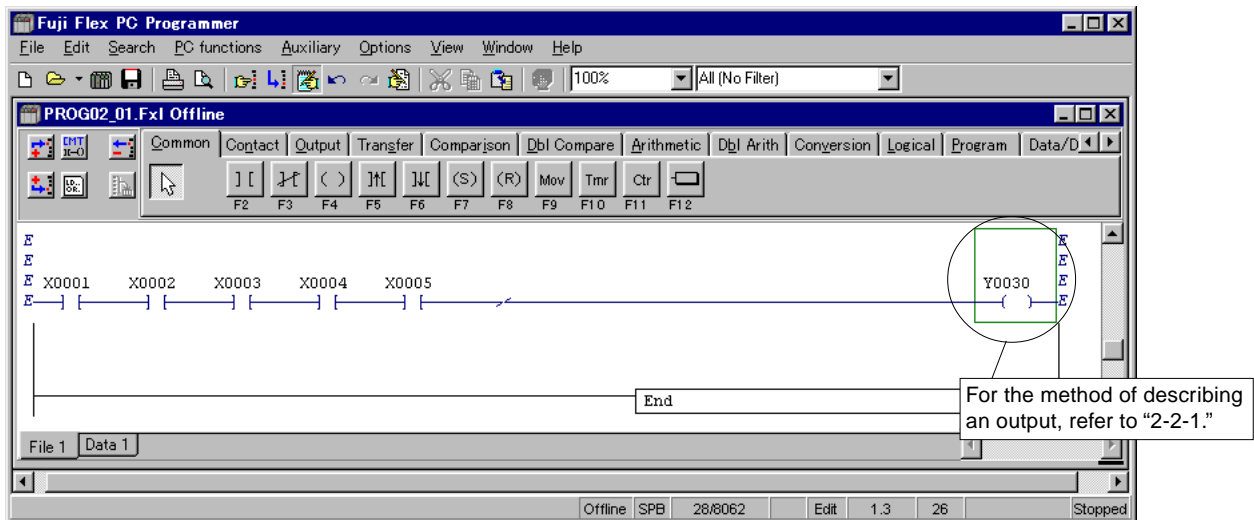 Fuji Flex PC Programmer
File Edit Search PC functions Auxiliary Options View Window Help
100% All (No Filter)
PROG02_01.Fxl Offline
CMT
Common Contact Output Transfer Comparison Dbl Compare Arithmetic Dbl Arith Conversion Logical Program Data/D
LD.. OR..
(S) (R) Mov Tmr Ctr
F2 F3 F4 F5 F6 F7 F8 F9 F10 F11 F12
E E
E E
E X0001 X0002 X0003 X0004 X0005 Y0030 E
E E
End
For the method of describing
an output, refer to “2-2-1.”
File 1 Data 1
Offline SPB 28/8062 Edit 1.3 26 Stopped